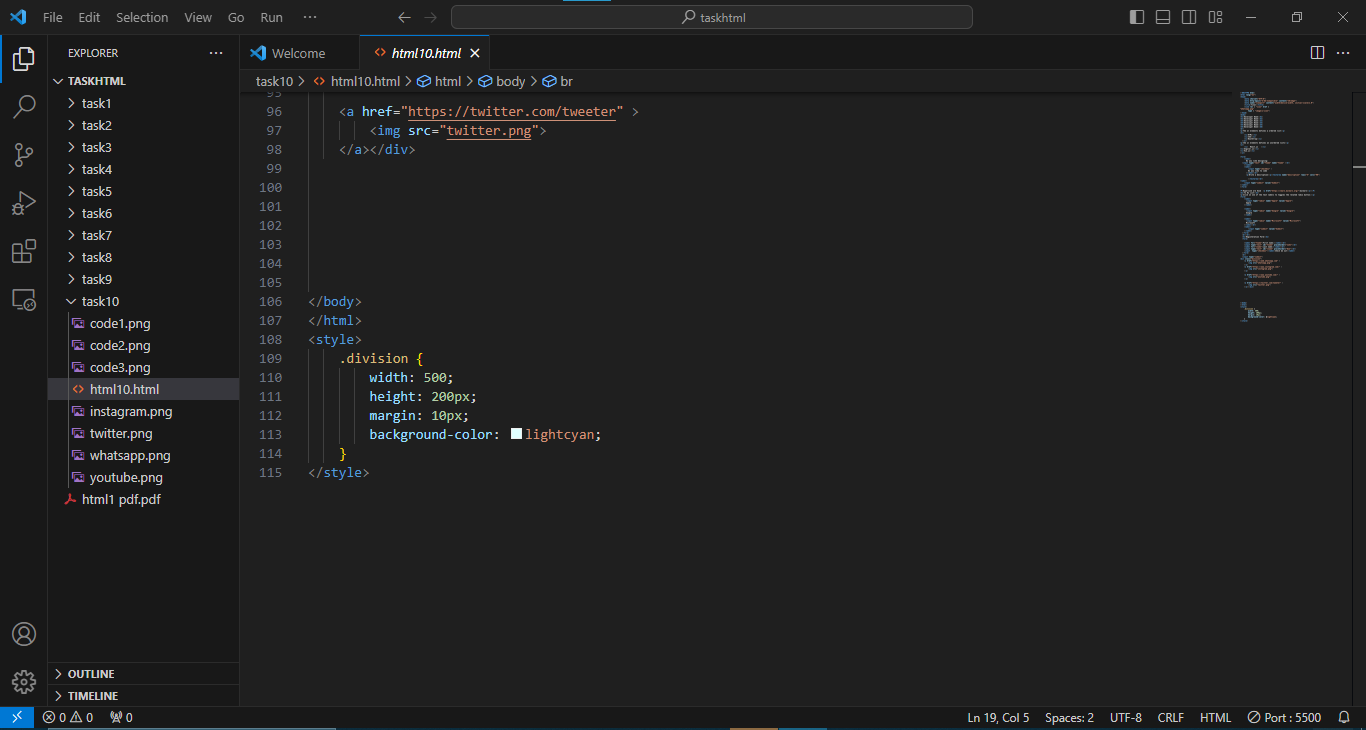 File Edit Selection View Go Run ··· taskhtml
EXPLORER ···
TASKHTML
task1
task2
task3
task4
task5
task6
task7
task8
task9
task10
code1.png
code2.png
code3.png
html10.html
instagram.png
twitter.png
whatsapp.png
youtube.png
html1 pdf.pdf
OUTLINE
TIMELINE
Welcome html10.html
task10 > html10.html > html > body > br
95
96 <a href="https://twitter.com/tweeter" >
97 <img src="twitter.png">
98 </a></div>
99
100
101
102
103
104
105
106 </body>
107 </html>
108 <style>
109 .division {
110 width: 500;
111 height: 200px;
112 margin: 10px;
113 background-color: lightcyan;
114 }
115 </style>
0 0 0 Ln 19, Col 5 Spaces: 2 UTF-8 CRLF HTML Port : 5500